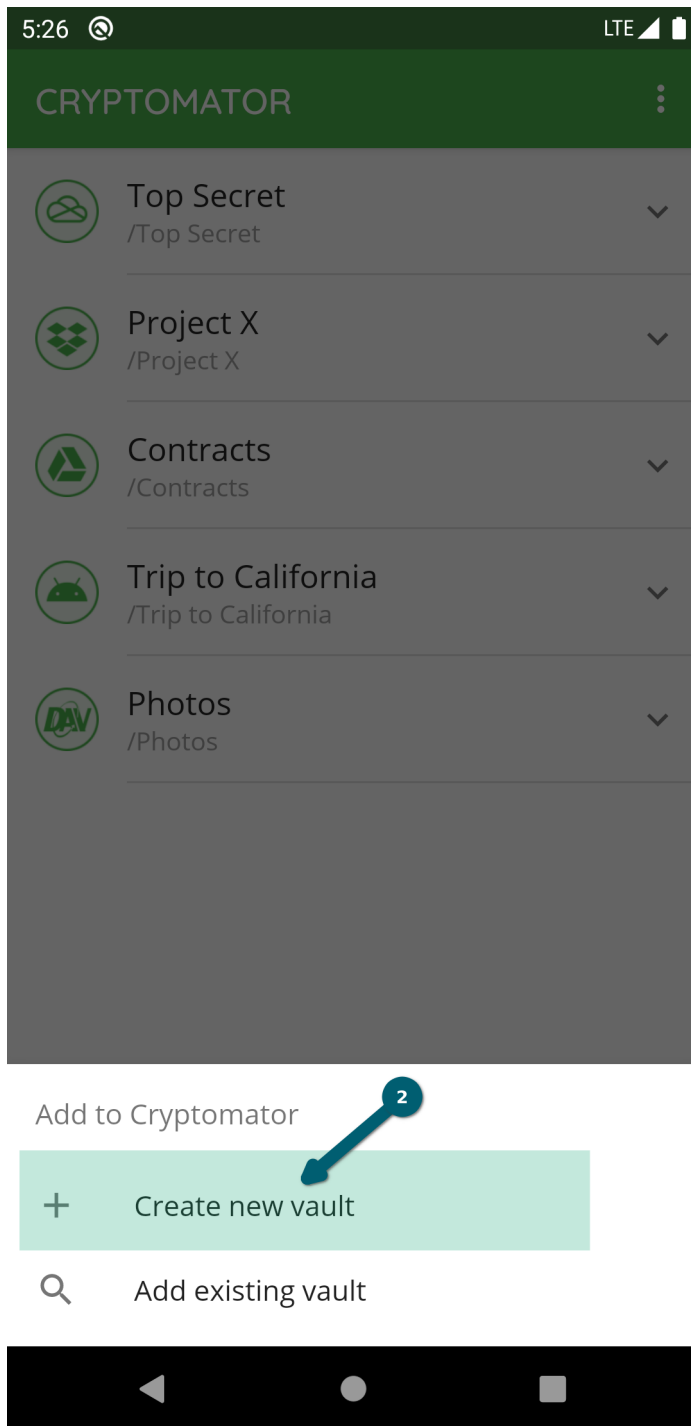 5:26 LTE
CRYPTOMATOR
Top Secret
/Top Secret
Project X
/Project X
Contracts
/Contracts
Trip to California
/Trip to California
DAV
Photos
/Photos
Add to Cryptomator
2
Create new vault
Add existing vault